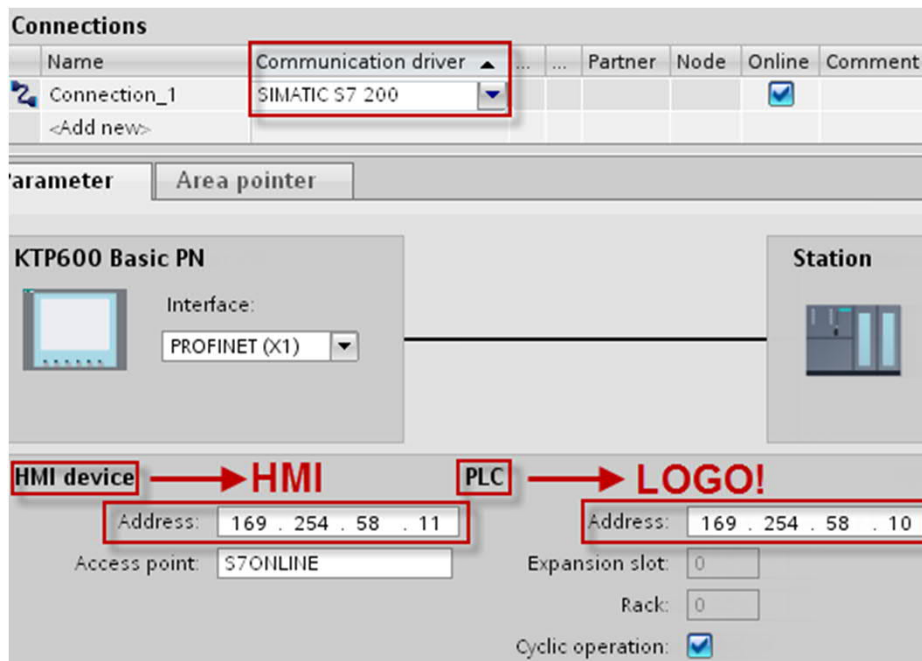 Connections
Name Communication driver ... ... Partner Node Online Comment
Connection_1 SIMATIC S7 200
<Add new>
Parameter Area pointer
KTP600 Basic PN Station
Interface:
PROFINET (X1)
HMI device HMI PLC LOGO!
Address: 169 . 254 . 58 . 11 Address: 169 . 254 . 58 . 10
Access point: S7ONLINE Expansion slot: 0
Rack: 0
Cyclic operation: